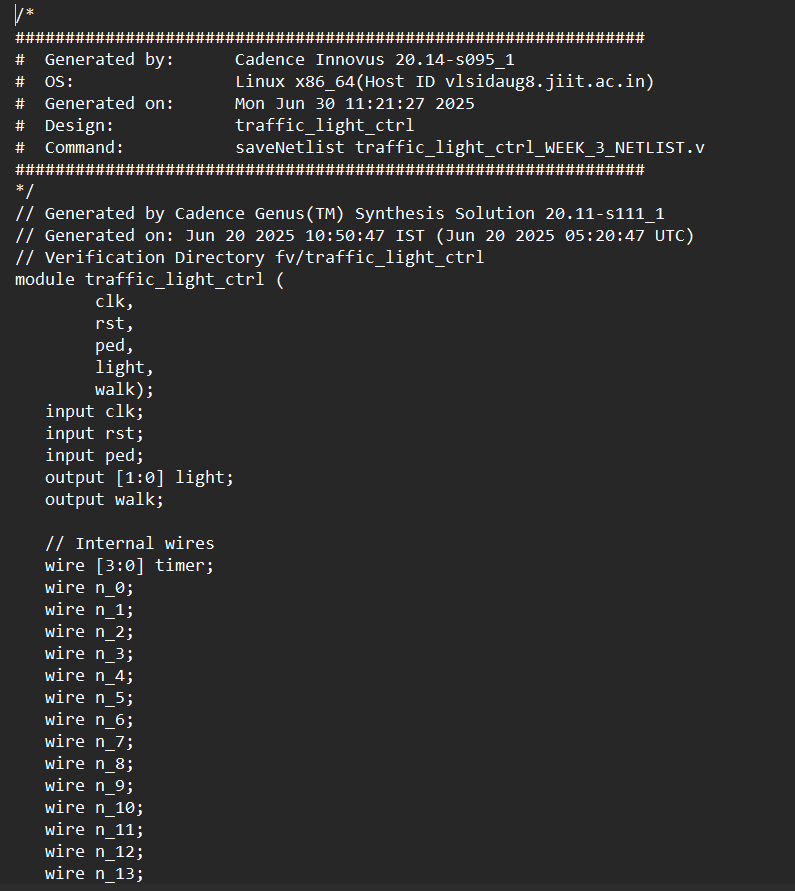 /*
###############################################################
#  Generated by:      Cadence Innovus 20.14-s095_1
#  OS:                Linux x86_64(Host ID vlsidaug8.jiit.ac.in)
#  Generated on:      Mon Jun 30 11:21:27 2025
#  Design:            traffic_light_ctrl
#  Command:           saveNetlist traffic_light_ctrl_WEEK_3_NETLIST.v
###############################################################
*/
// Generated by Cadence Genus(TM) Synthesis Solution 20.11-s111_1
// Generated on: Jun 20 2025 10:50:47 IST (Jun 20 2025 05:20:47 UTC)
// Verification Directory fv/traffic_light_ctrl
module traffic_light_ctrl (
        clk,
        rst,
        ped,
        light,
        walk);
   input clk;
   input rst;
   input ped;
   output [1:0] light;
   output walk;

   // Internal wires
   wire [3:0] timer;
   wire n_0;
   wire n_1;
   wire n_2;
   wire n_3;
   wire n_4;
   wire n_5;
   wire n_6;
   wire n_7;
   wire n_8;
   wire n_9;
   wire n_10;
   wire n_11;
   wire n_12;
   wire n_13;